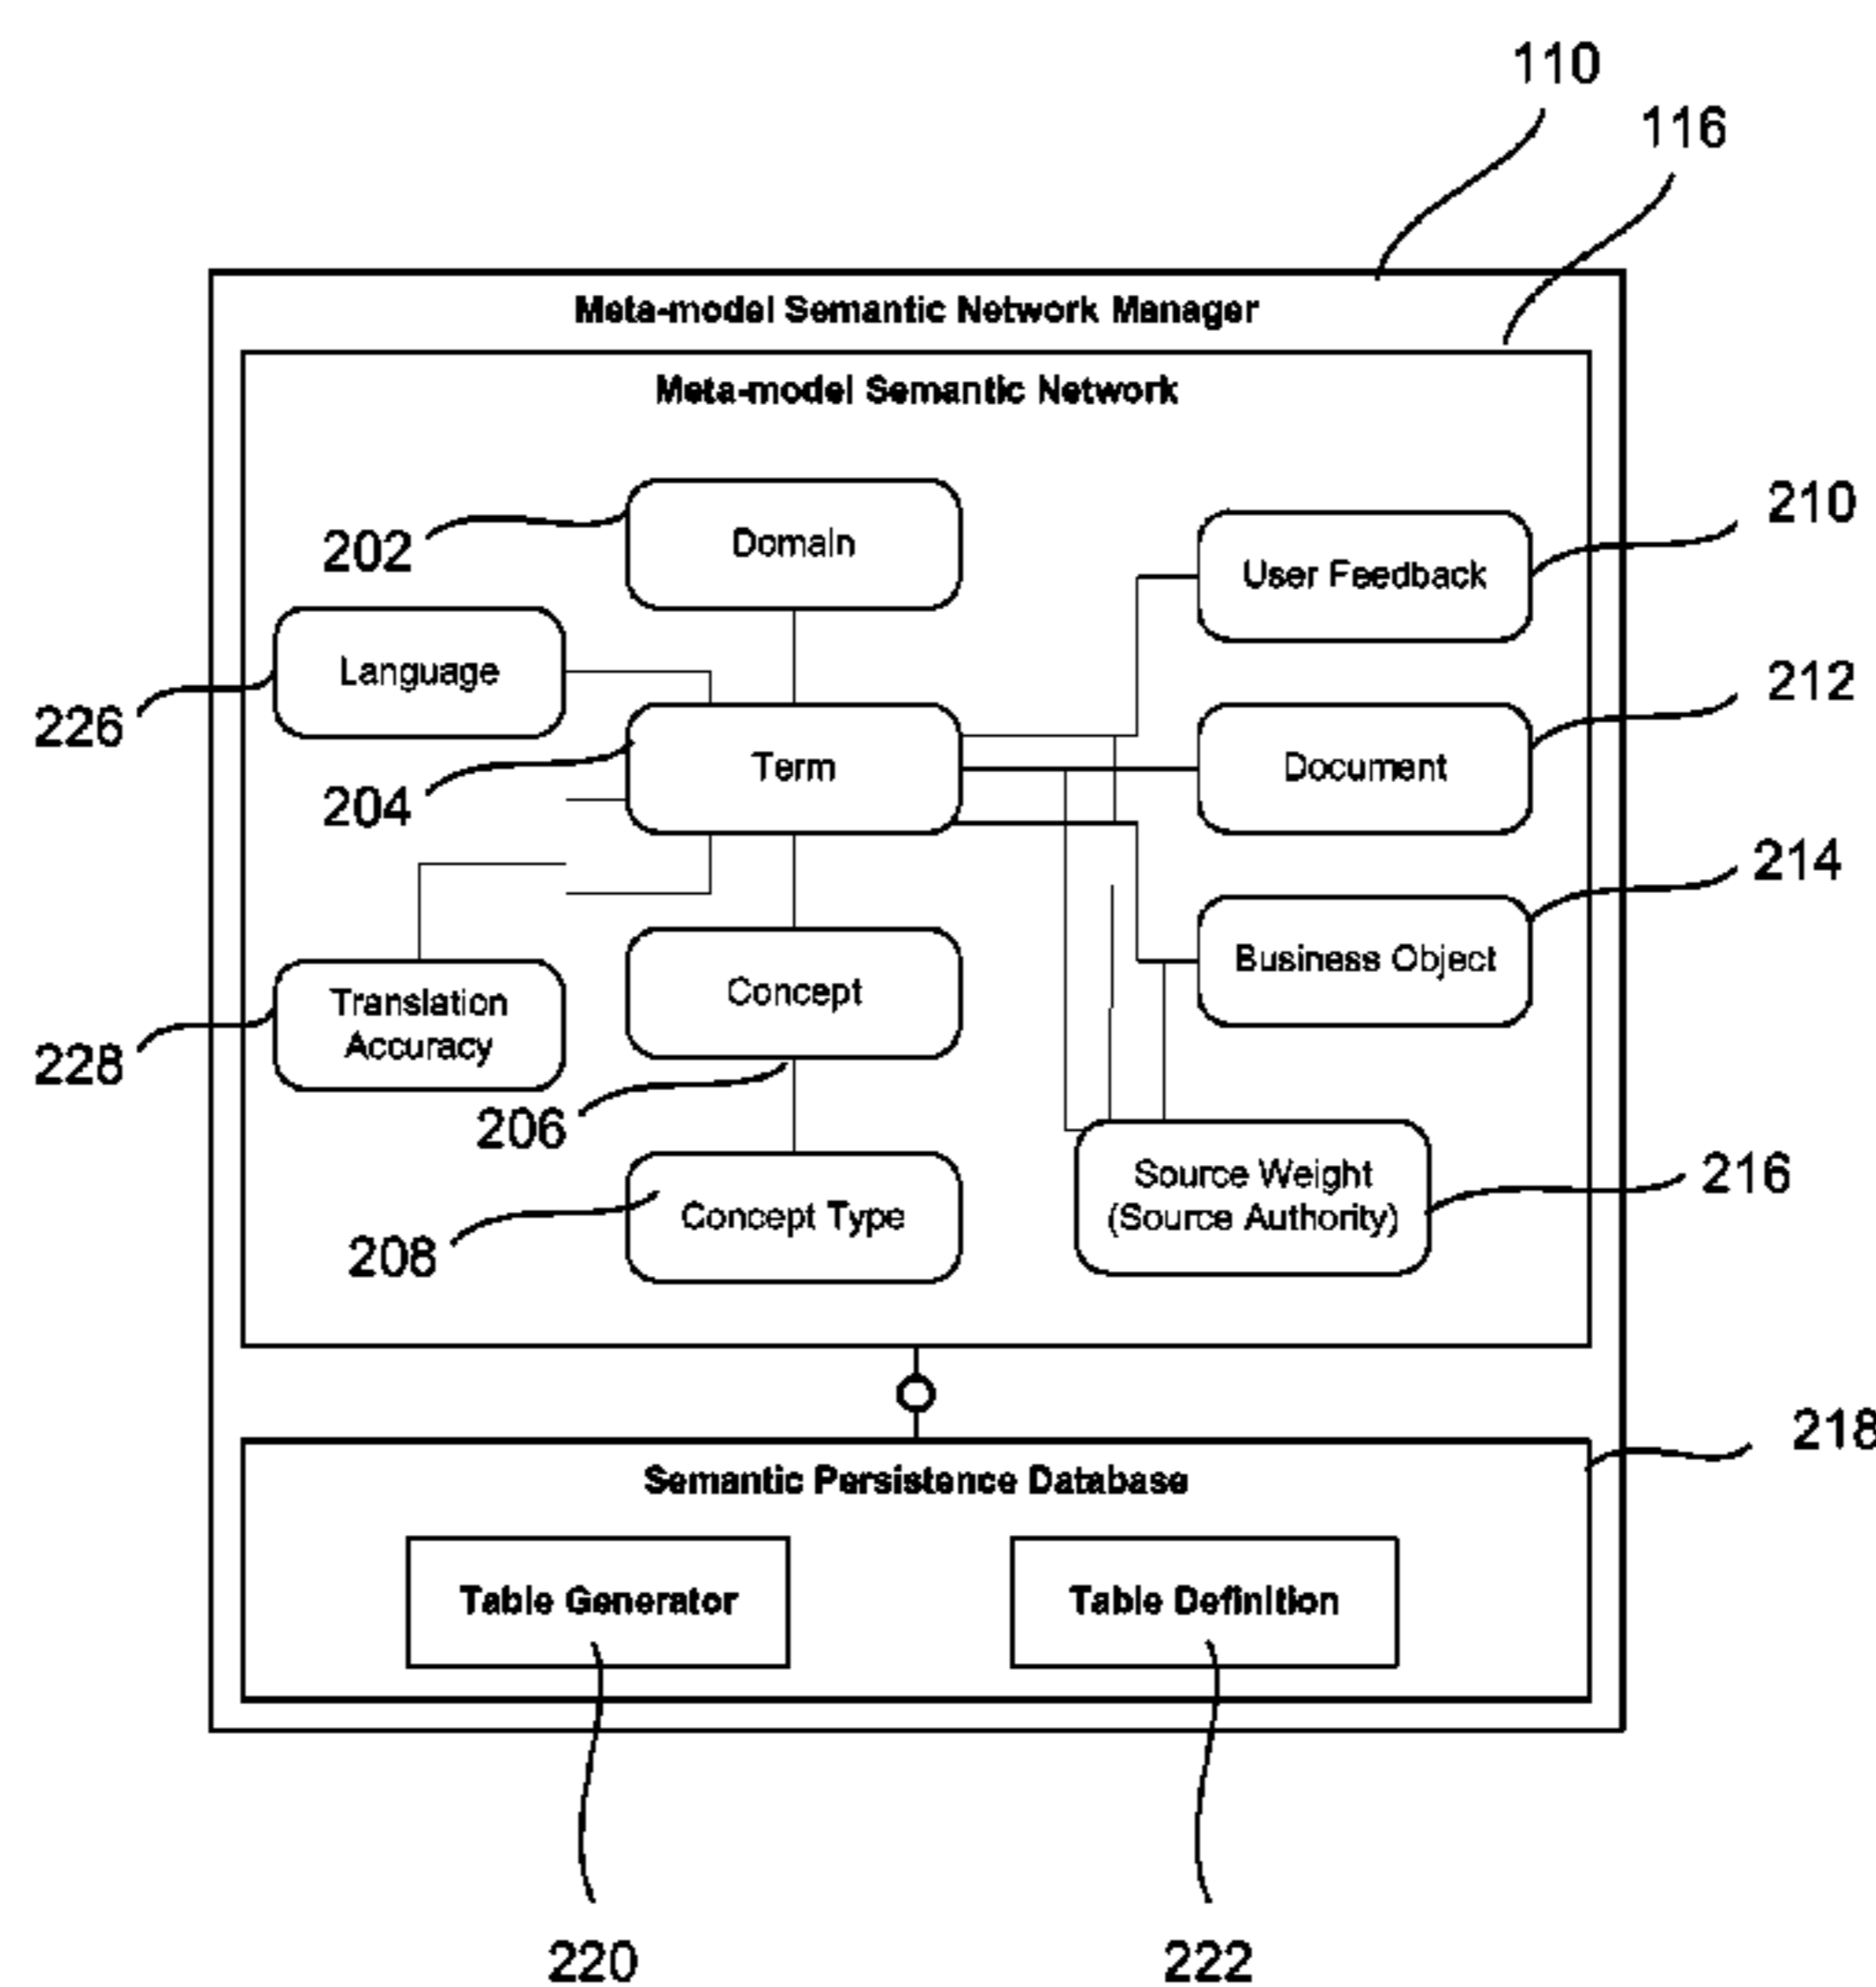 110
116
Meta-model Semantic Network Manager
Meta-model Semantic Network
202
Domain
210
User Feedback
Language
226
212
204
Term
Document
214
Business Object
Concept
Translation
Accuracy
228
206
216
Source Weight
(Source Authority)
208
Concept Type
218
Semantic Persistence Database
Table Generator
Table Definition
220
222